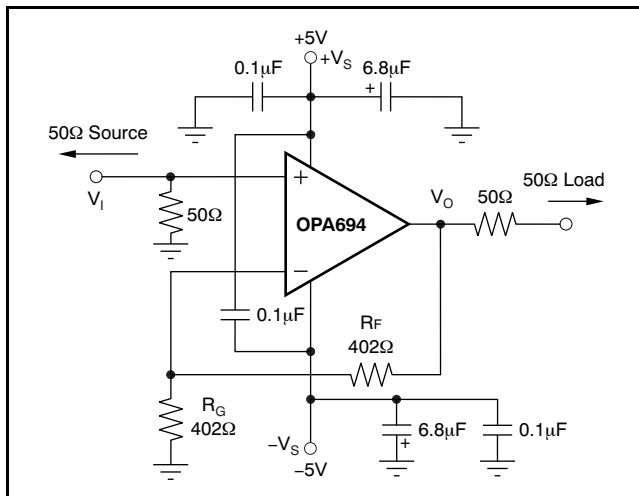 +5V
+V_S
0.1µF
6.8µF
+
50Ω Source
50Ω Load
V_I
50Ω
+
OPA694
V_O
50Ω
−
0.1µF
R_F
402Ω
R_G
402Ω
−V_S
−5V
6.8µF
+
0.1µF